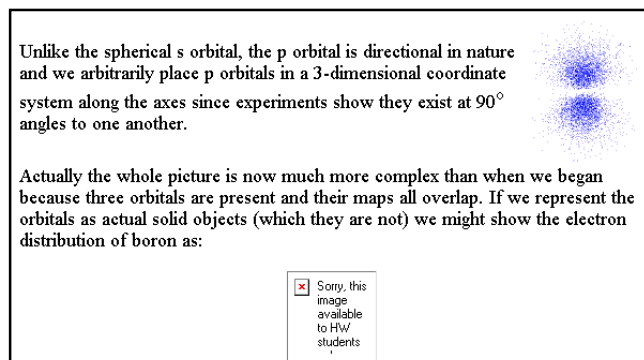 Unlike the spherical s orbital, the p orbital is directional in nature
and we arbitrarily place p orbitals in a 3-dimensional coordinate
system along the axes since experiments show they exist at 90°
angles to one another.
Actually the whole picture is now much more complex than when we began
because three orbitals are present and their maps all overlap. If we represent the
orbitals as actual solid objects (which they are not) we might show the electron
distribution of boron as:
Sorry, this
image
available
to HW
students